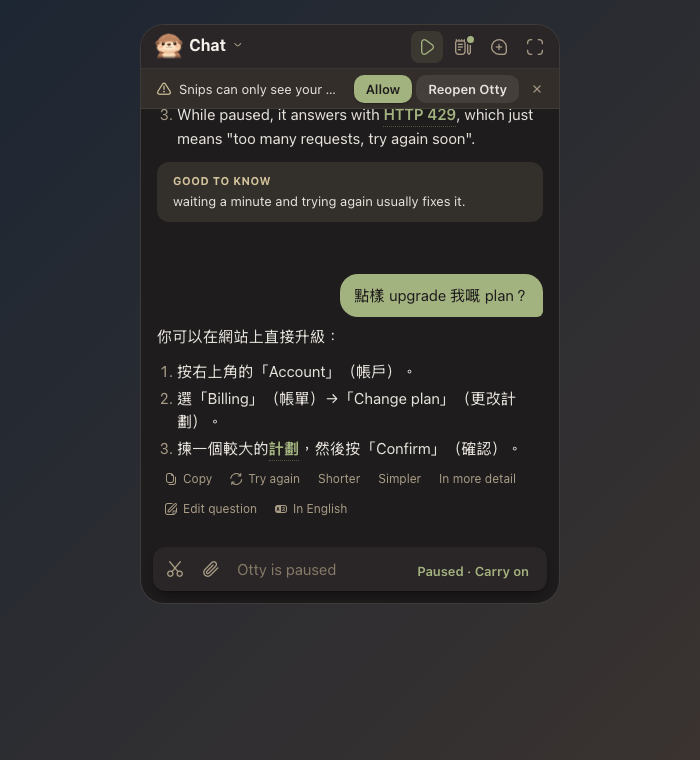 Chat
Snips can only see your ...
Allow
Reopen Otty
3. While paused, it answers with HTTP 429, which just
means "too many requests, try again soon".
GOOD TO KNOW
waiting a minute and trying again usually fixes it.
點樣 upgrade 我嘅 plan？
你可以在網站上直接升級：
1. 按右上角的「Account」（帳戶）。
2. 選「Billing」（帳單）→「Change plan」（更改計
劃）。
3. 揀一個較大的計劃，然後按「Confirm」（確認）。
Copy
Try again
Shorter
Simpler
In more detail
Edit question
In English
Otty is paused
Paused · Carry on